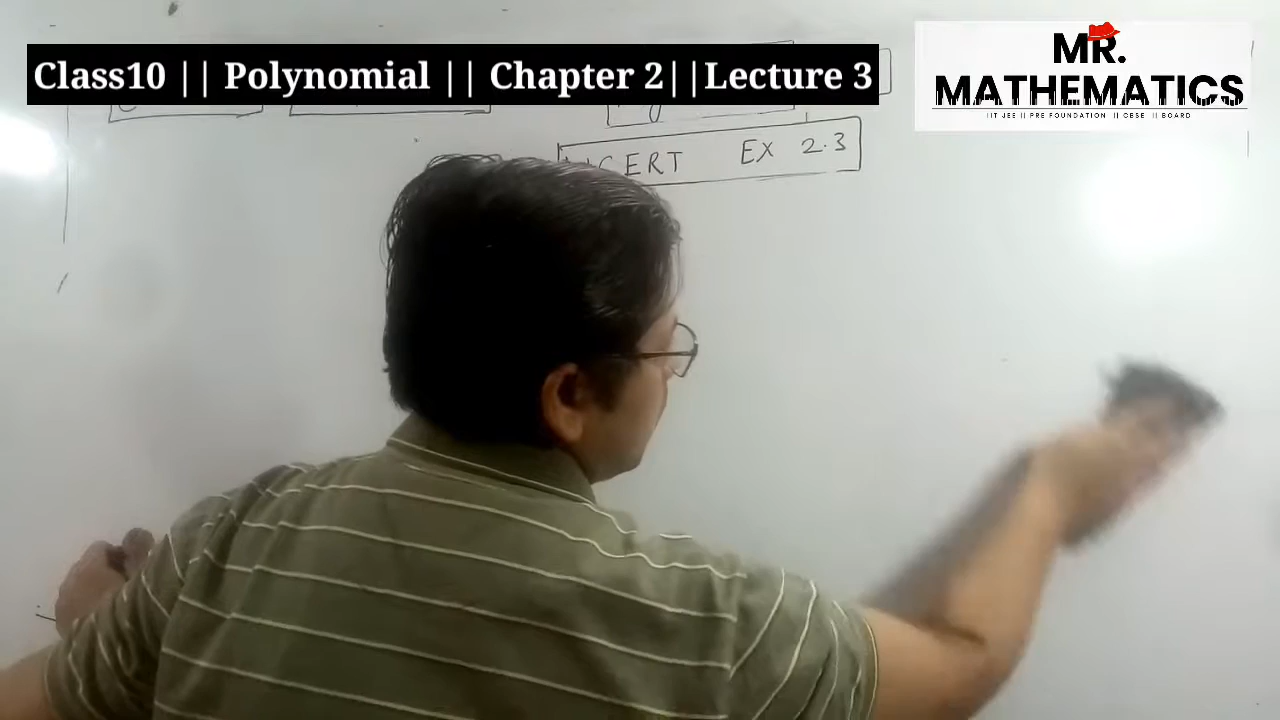 Class10 || Polynomial || Chapter 2||Lecture 3
MR.
MATHEMATICS
IIT JEE || PRE FOUNDATION || CBSE || BOARD
CERT EX 2.3